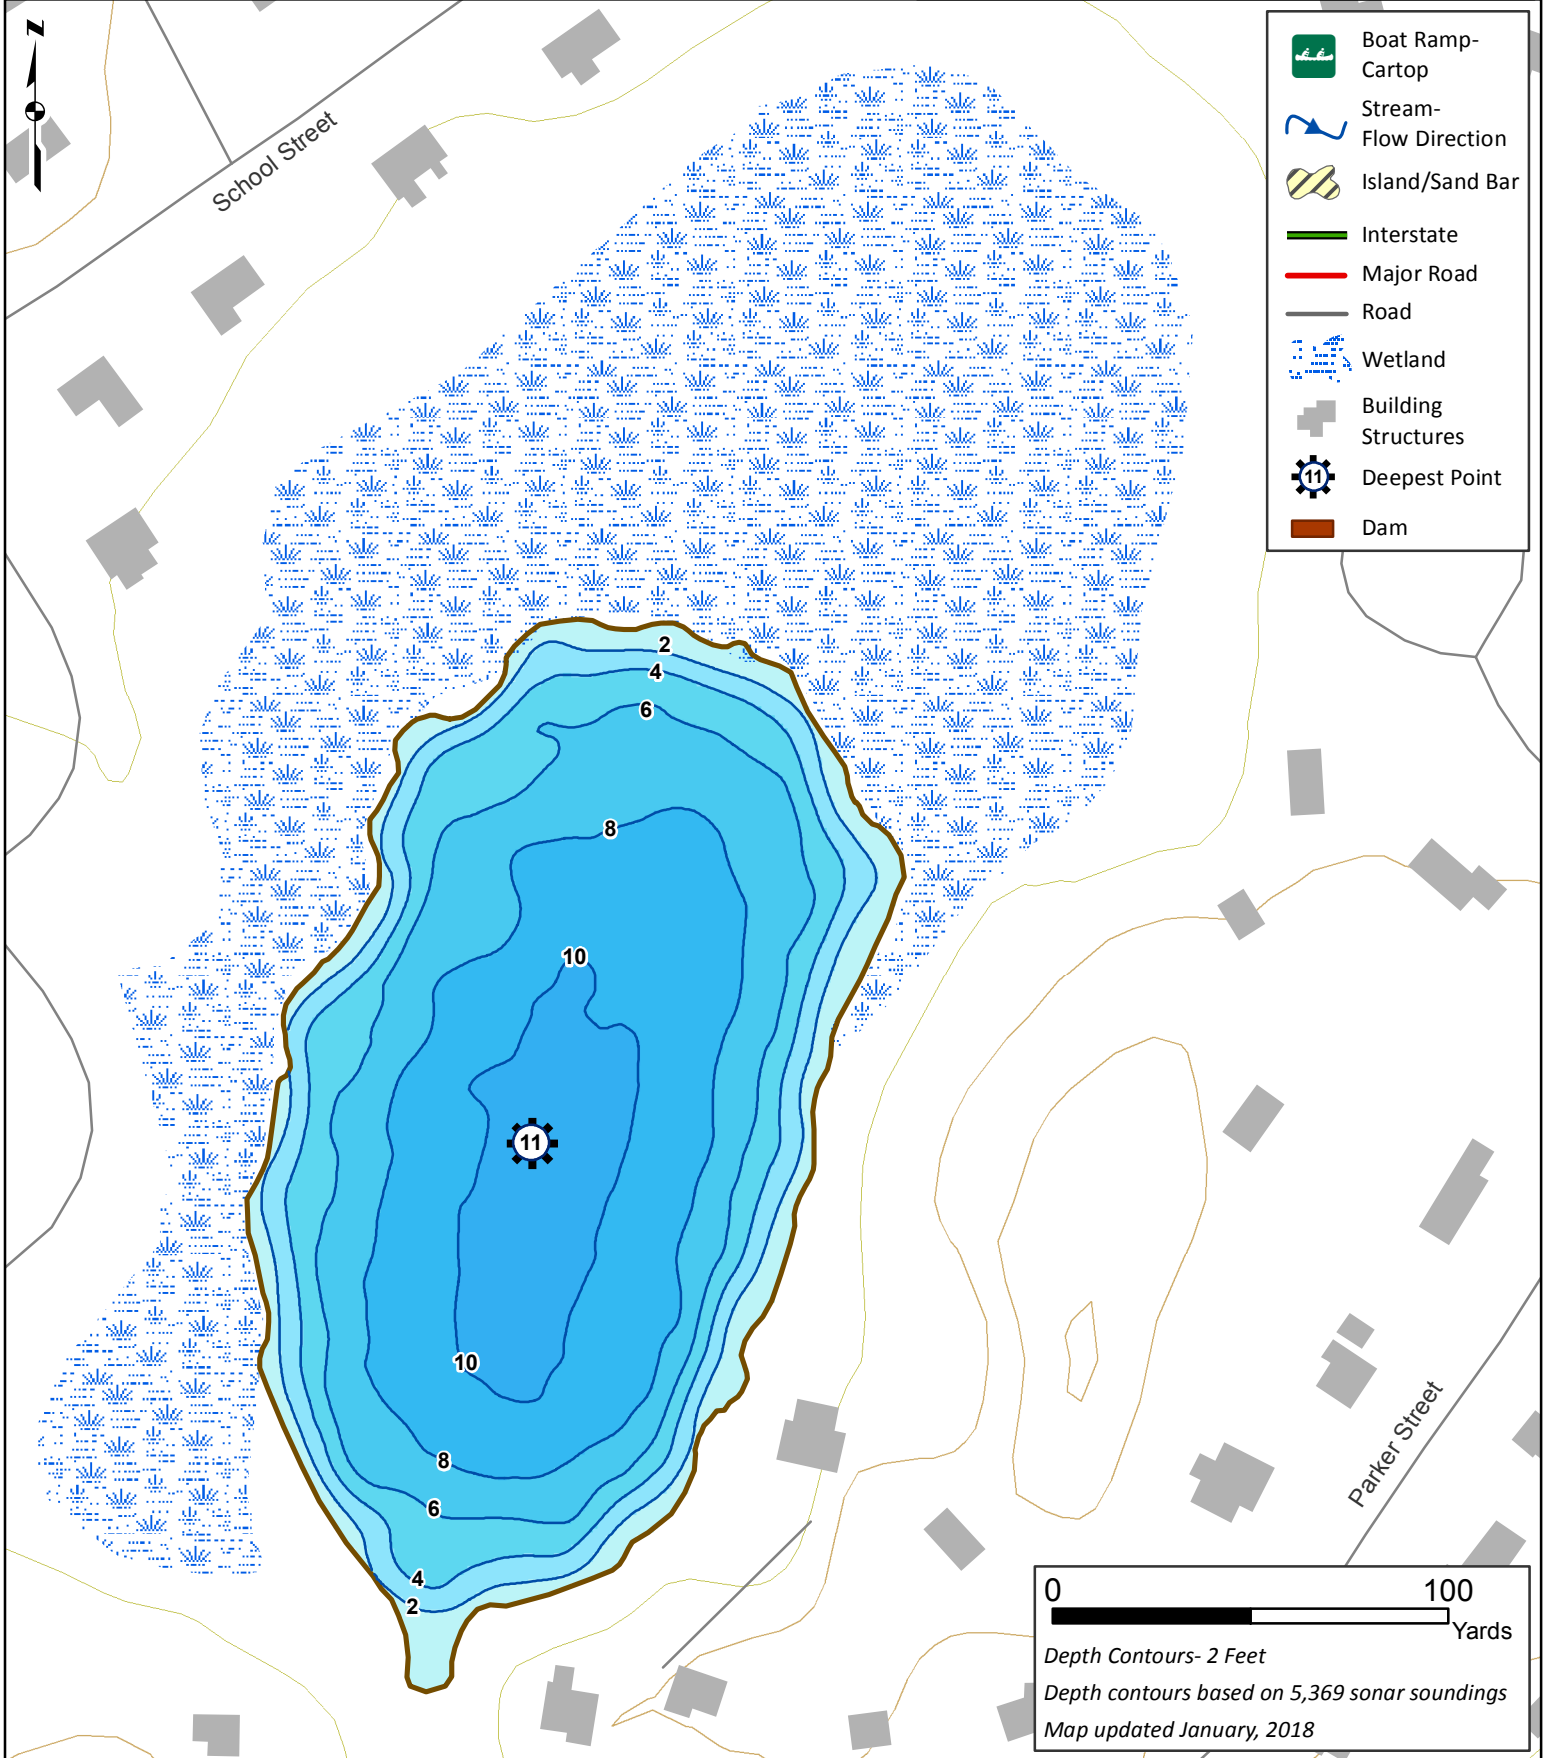 N
School Street
Boat Ramp-
Cartop
Stream-
Flow Direction
Island/Sand Bar
Interstate
Major Road
Road
Wetland
Building
Structures
11
Deepest Point
Dam
2
4
6
8
10
11
10
8
6
4
2
Parker Street
0 100
Yards
Depth Contours- 2 Feet
Depth contours based on 5,369 sonar soundings
Map updated January, 2018